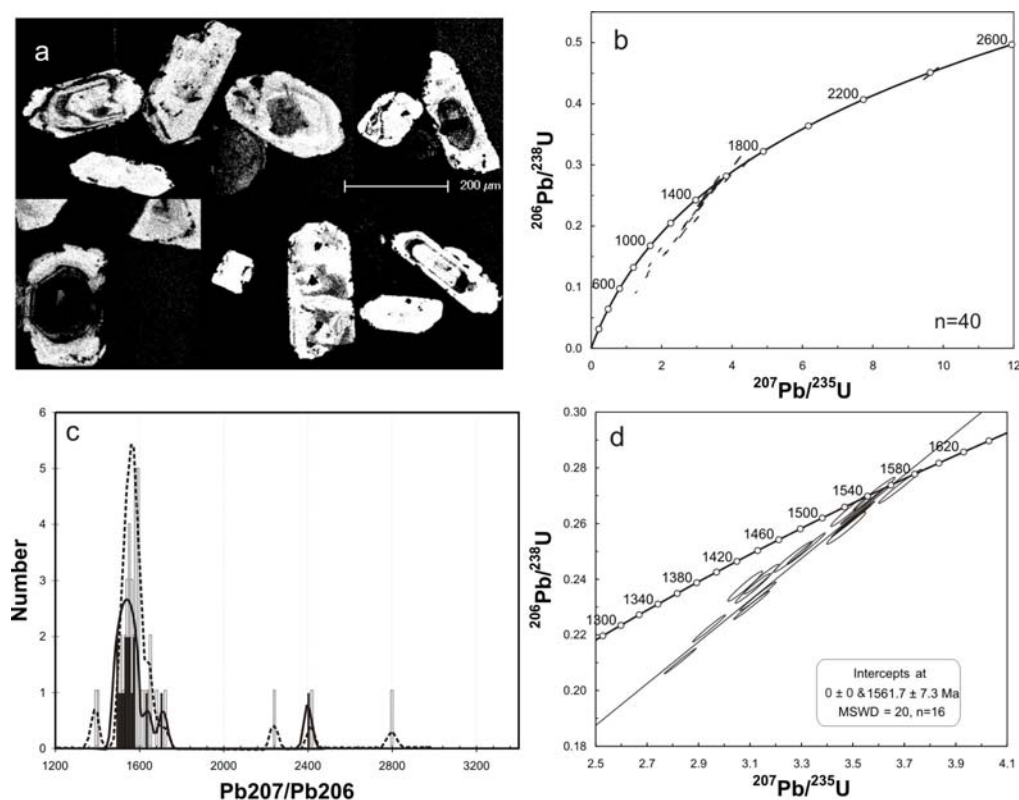 a
200 μm
b
²⁰⁶Pb/²³⁸U
0.5
0.4
0.3
0.2
0.1
0.0
600
1000
1400
1800
2200
2600
n=40
0 2 4 6 8 10 12
²⁰⁷Pb/²³⁵U
c
Number
6
5
4
3
2
1
0
1200 1600 2000 2400 2800 3200
Pb207/Pb206
d
²⁰⁶Pb/²³⁸U
0.30
0.28
0.26
0.24
0.22
0.20
0.18
1300
1340
1380
1420
1460
1500
1540
1580
1620
Intercepts at
0 ± 0 & 1561.7 ± 7.3 Ma
MSWD = 20, n=16
2.5 2.7 2.9 3.1 3.3 3.5 3.7 3.9 4.1
²⁰⁷Pb/²³⁵U